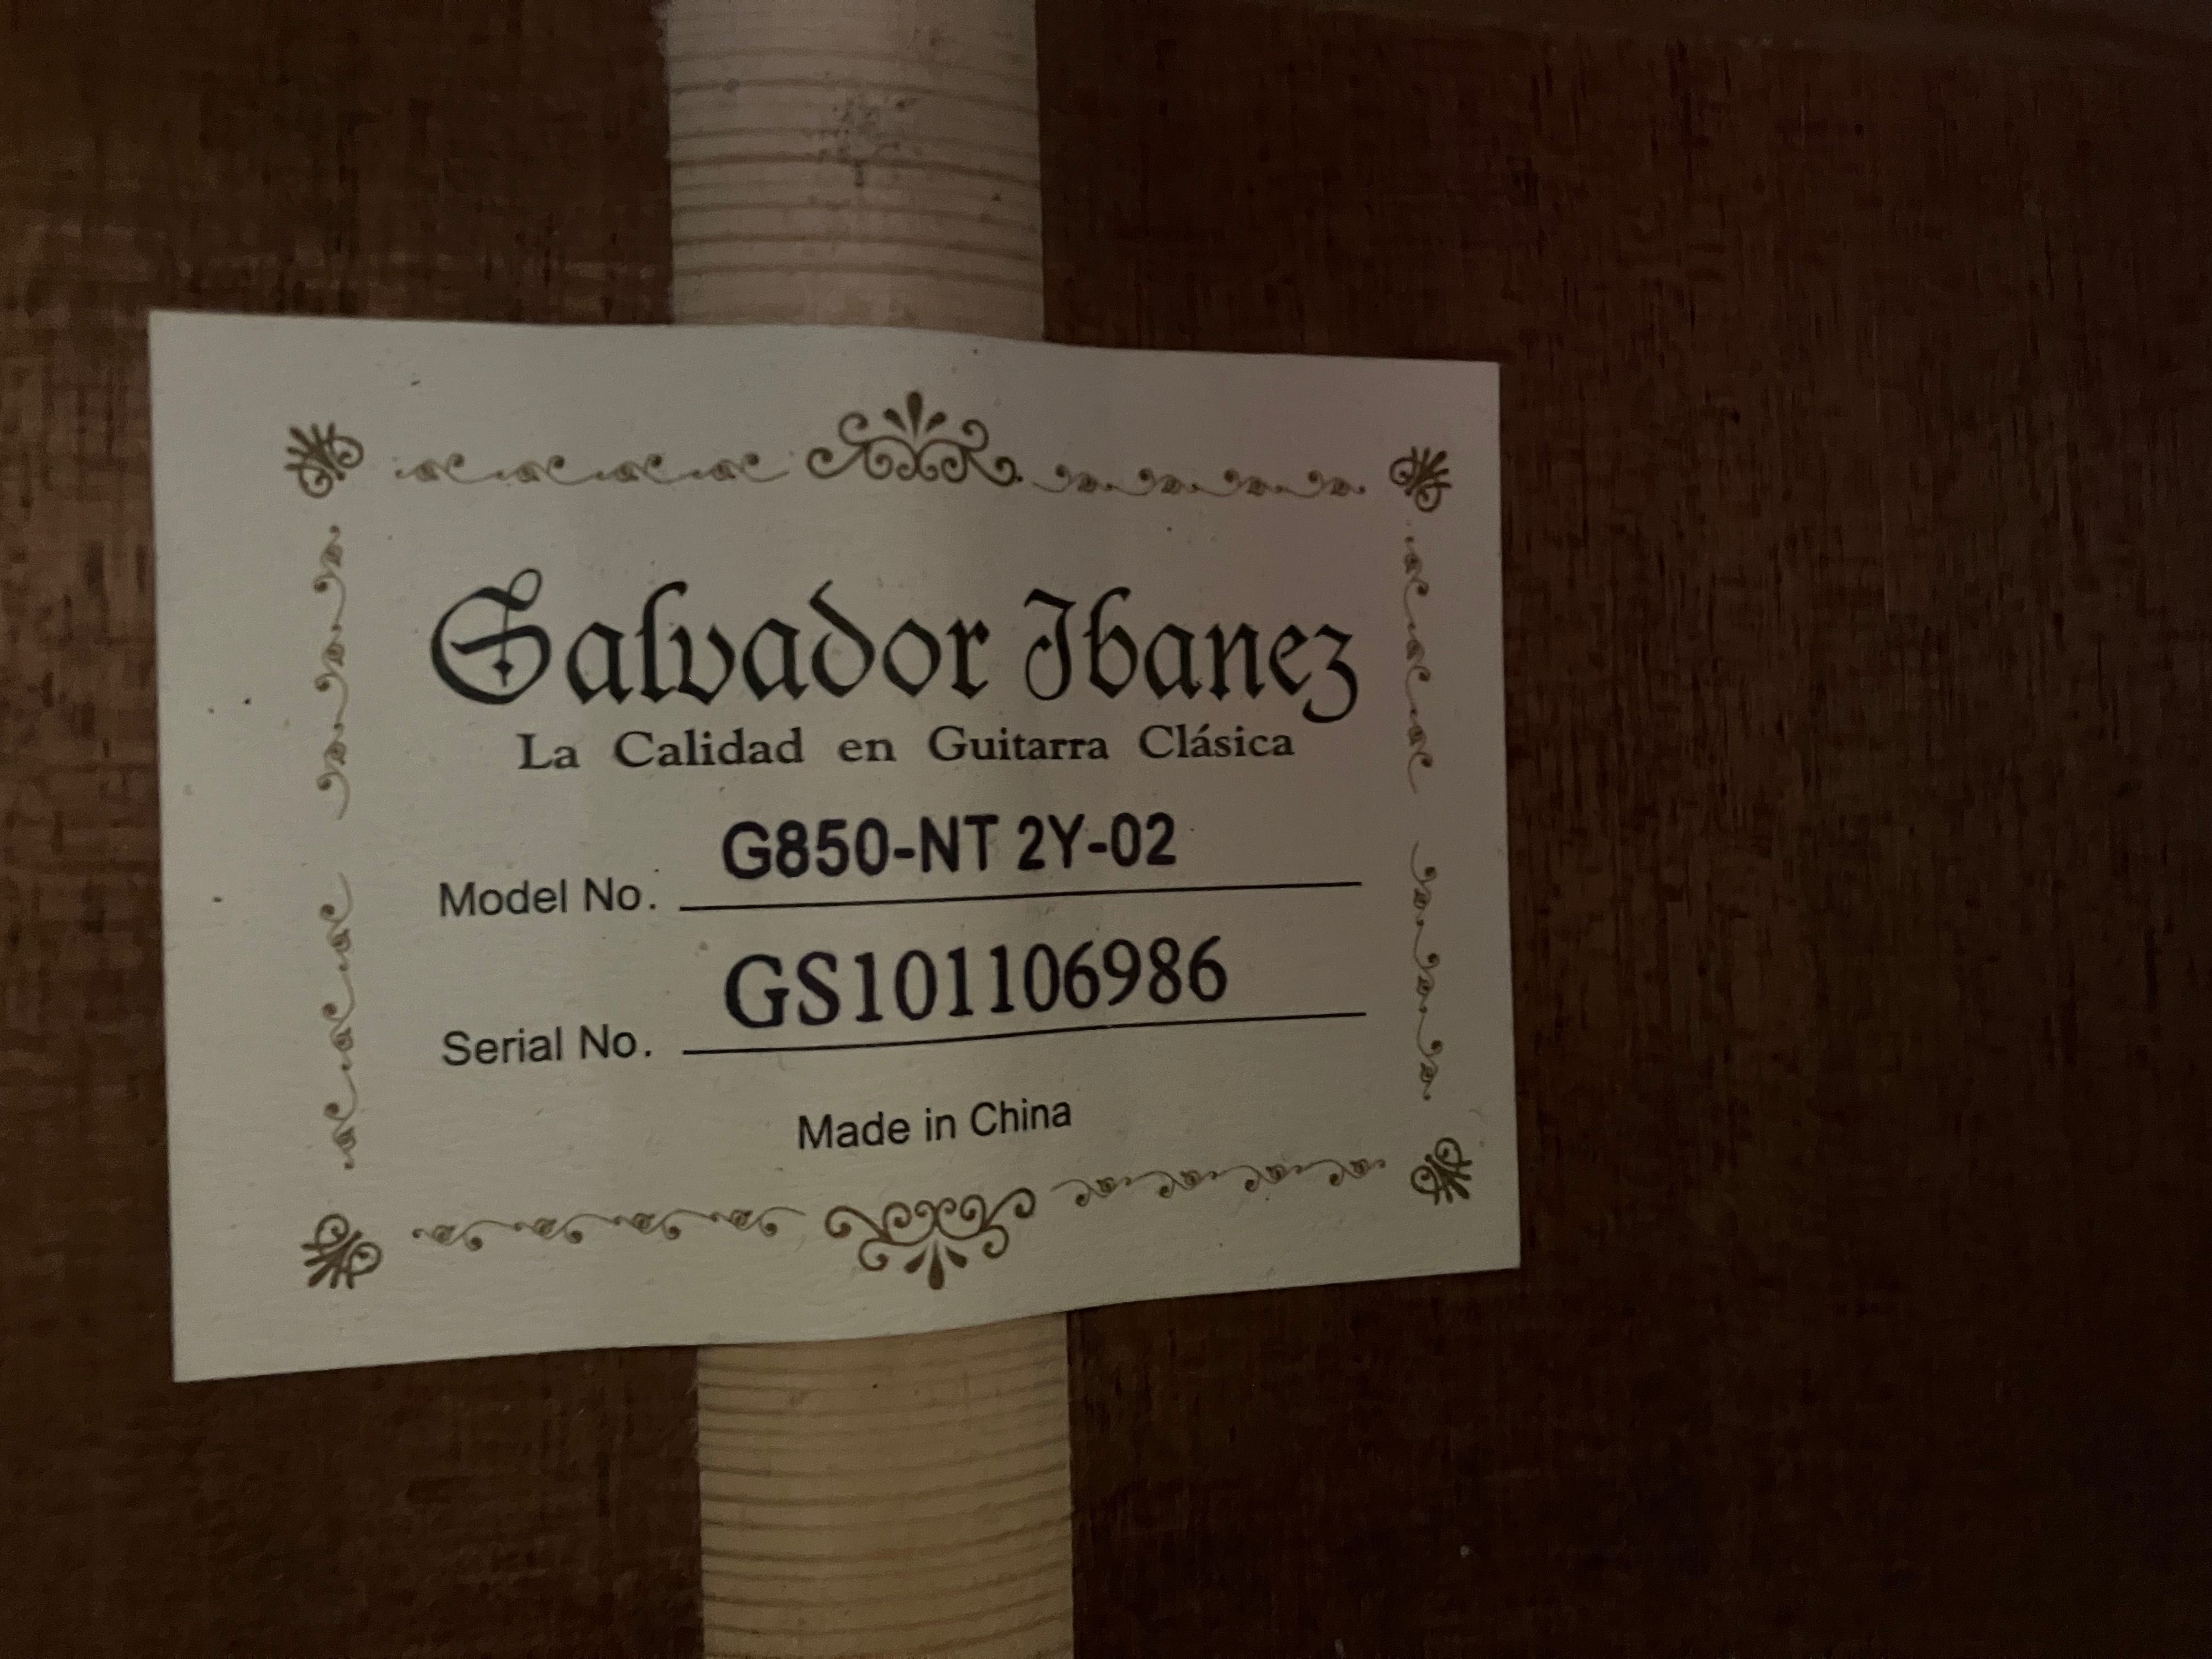 Salvador Ibanez
La Calidad en Guitarra Clásica
Model No. G850-NT 2Y-02
Serial No. GS101106986
Made in China